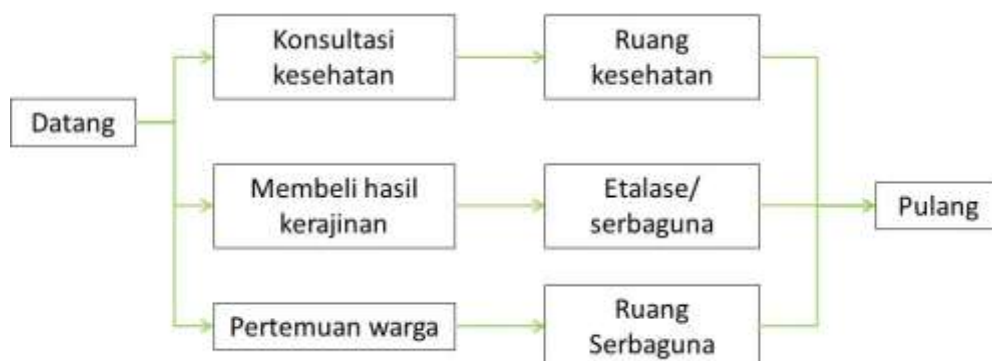 Datang
Konsultasi
kesehatan
Ruang
kesehatan
Membeli hasil
kerajinan
Etalase/
serbaguna
Pertemuan warga
Ruang
Serbaguna
Pulang